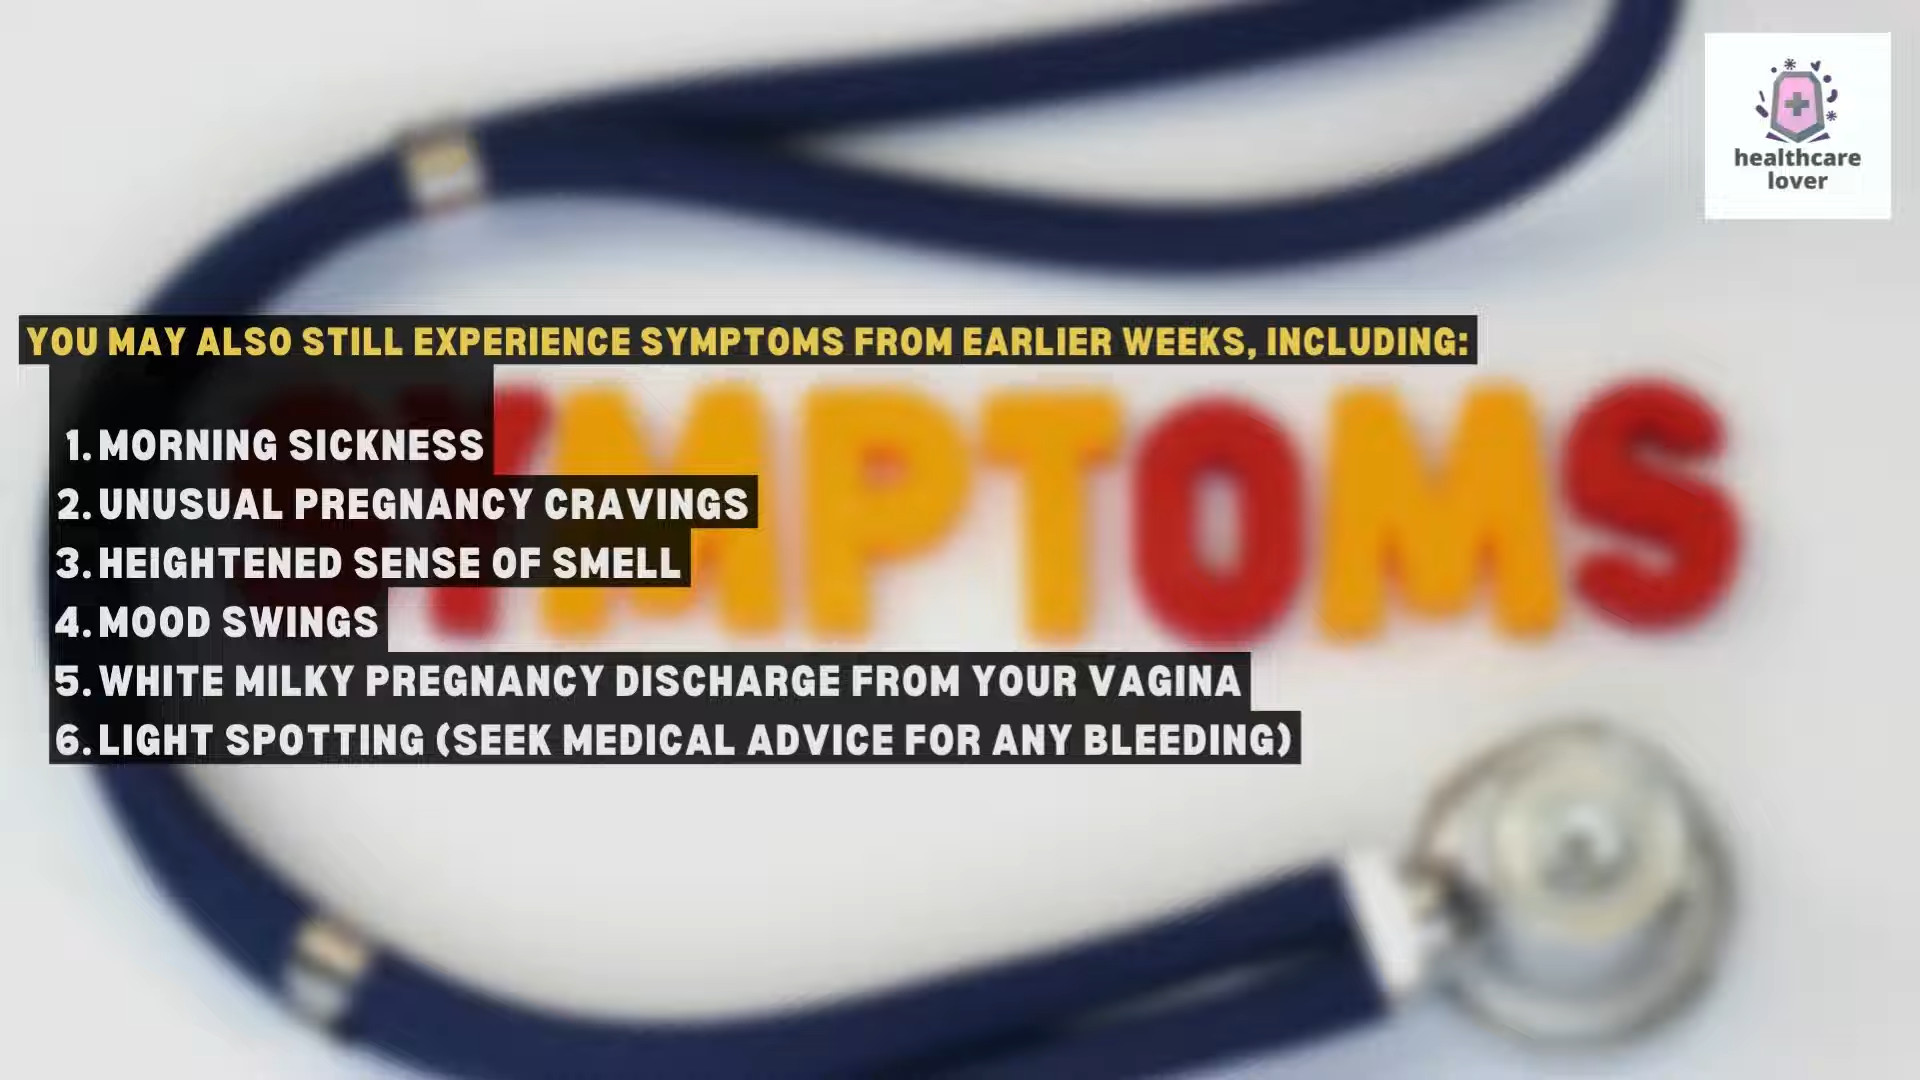 healthcare
lover
YOU MAY ALSO STILL EXPERIENCE SYMPTOMS FROM EARLIER WEEKS, INCLUDING:
SYMPTOMS
1. MORNING SICKNESS
2. UNUSUAL PREGNANCY CRAVINGS
3. HEIGHTENED SENSE OF SMELL
4. MOOD SWINGS
5. WHITE MILKY PREGNANCY DISCHARGE FROM YOUR VAGINA
6. LIGHT SPOTTING (SEEK MEDICAL ADVICE FOR ANY BLEEDING)